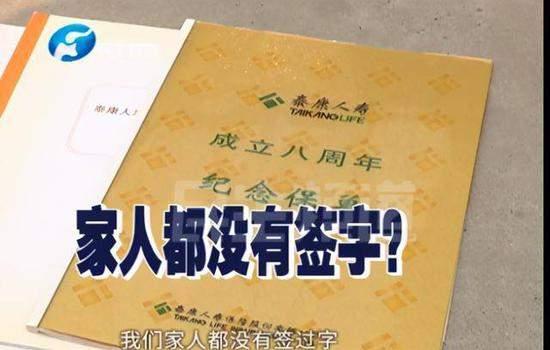 泰康人寿
TAIKANG LIFE
泰康人
成立八周年
纪念保单
家人都没有签字?
泰康人寿保险股份
TAIKANG LIFE
我们家人都没有签过字